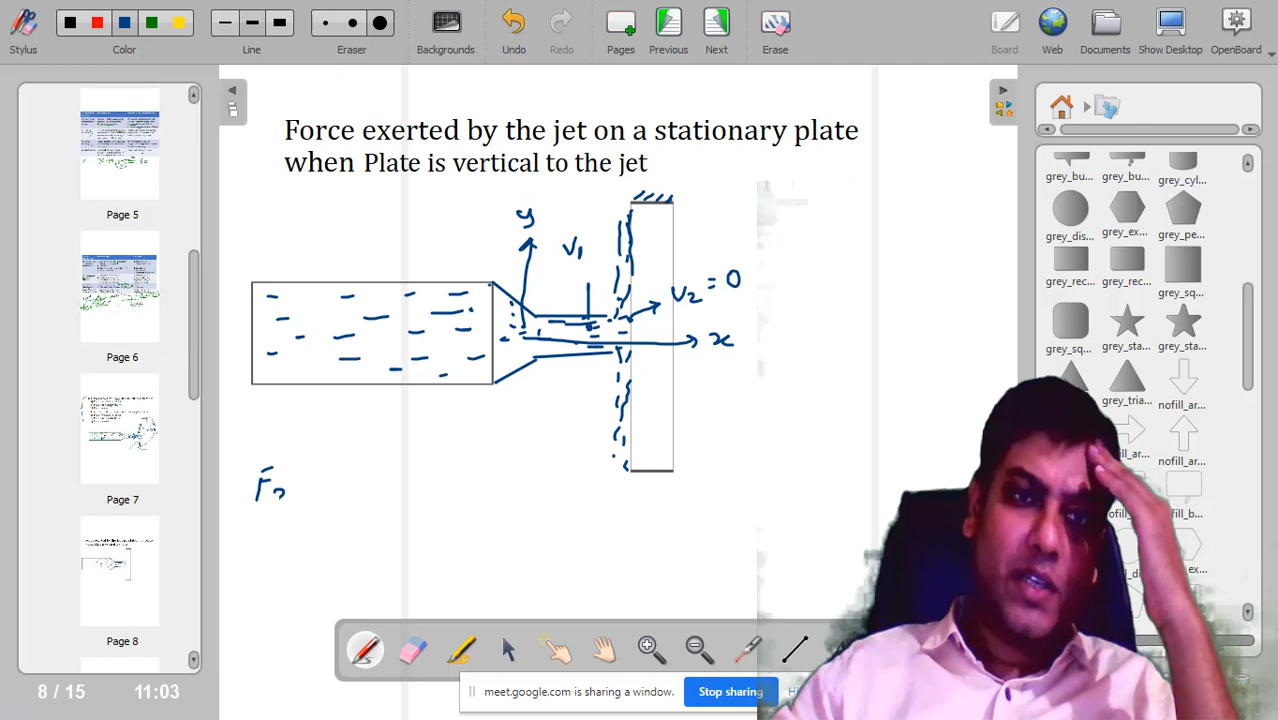 Stylus
Color
Line
Eraser
Backgrounds
Undo
Redo
Pages
Previous
Next
Erase
Board
Web
Documents
Show Desktop
OpenBoard
Page 5
Page 6
Page 7
Page 8
8 / 15
11:03
Force exerted by the jet on a stationary plate
when Plate is vertical to the jet
y
V1
V2 = 0
x
meet.google.com is sharing a window.
Stop sharing
grey_bu...
grey_bu...
grey_cyl...
grey_dis...
grey_ex...
grey_pe...
grey_rec...
grey_rec...
grey_sq...
grey_sq...
grey_sta...
grey_sta...
grey_tria...
nofill_ar...
nofill_ar...
nofill_b...